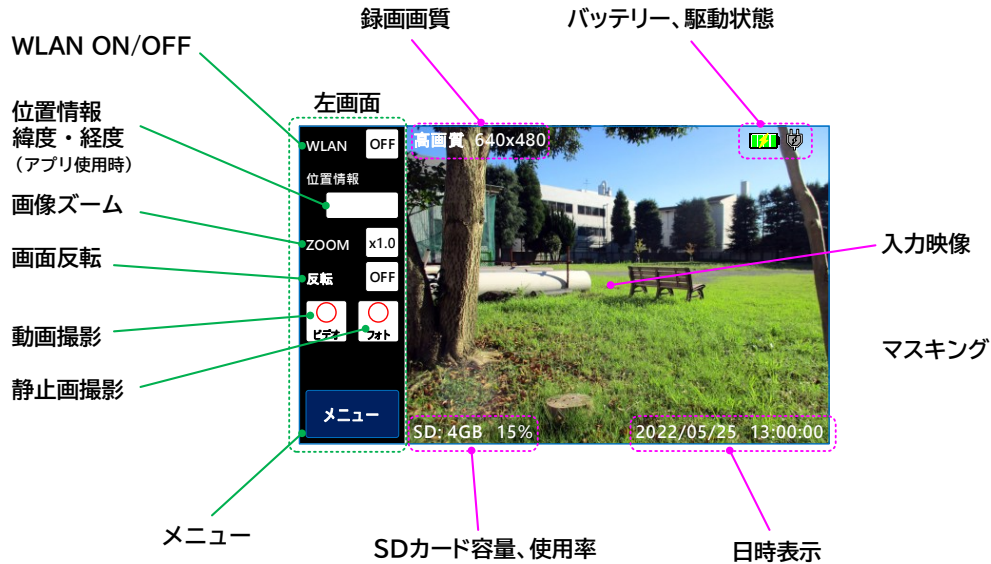 録画画質
バッテリー、駆動状態
WLAN ON/OFF
位置情報
緯度・経度
(アプリ使用時)
画像ズーム
画面反転
動画撮影
静止画撮影
メニュー
左画面
WLAN OFF
位置情報
ZOOM x1.0
反転 OFF
ビデオ フォト
メニュー
高画質 640x480
SD: 4GB 15%
2022/05/25 13:00:00
入力映像
マスキング
SDカード容量、使用率
日時表示